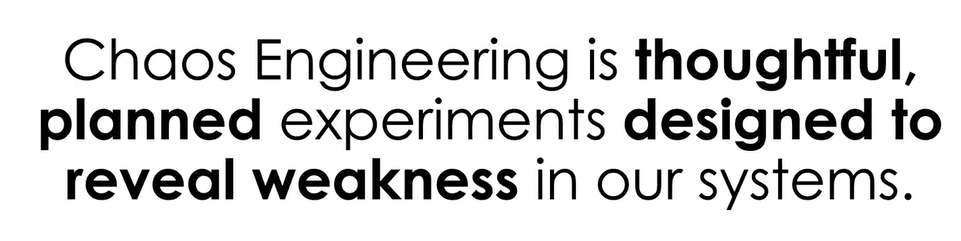 Chaos Engineering is thoughtful,
planned experiments designed to
reveal weakness in our systems.